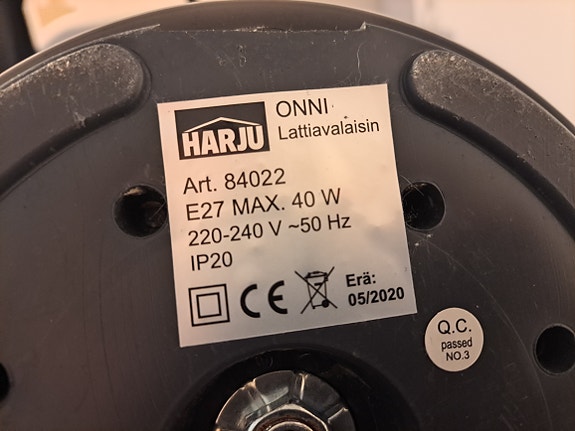 HARJU
ONNI
Lattiavalaisin
Art. 84022
E27 MAX. 40 W
220-240 V ~50 Hz
IP20
CE
Erä:
05/2020
Q.C.
passed
NO.3